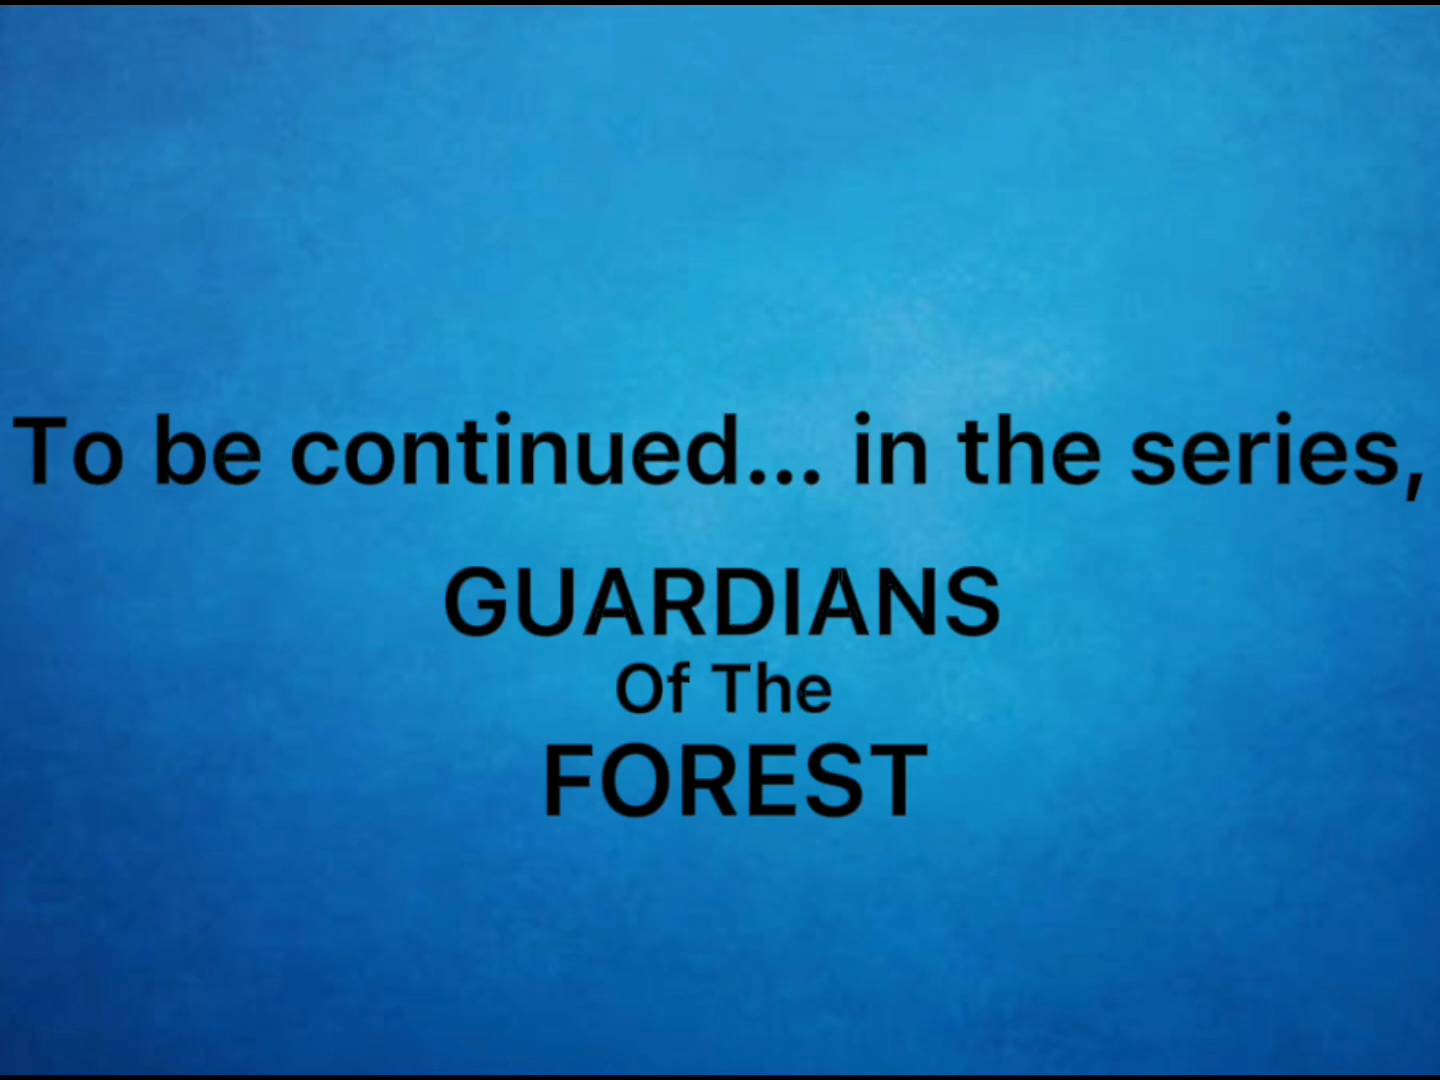 To be continued... in the series,
GUARDIANS
Of The
FOREST